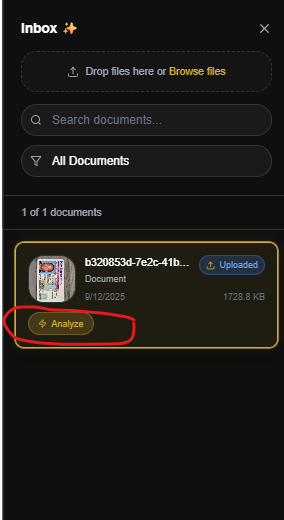 Inbox ✨
Drop files here or Browse files
Search documents...
All Documents
1 of 1 documents
b320853d-7e2c-41b... Uploaded
Document
9/12/2025 1728.8 KB
Analyze